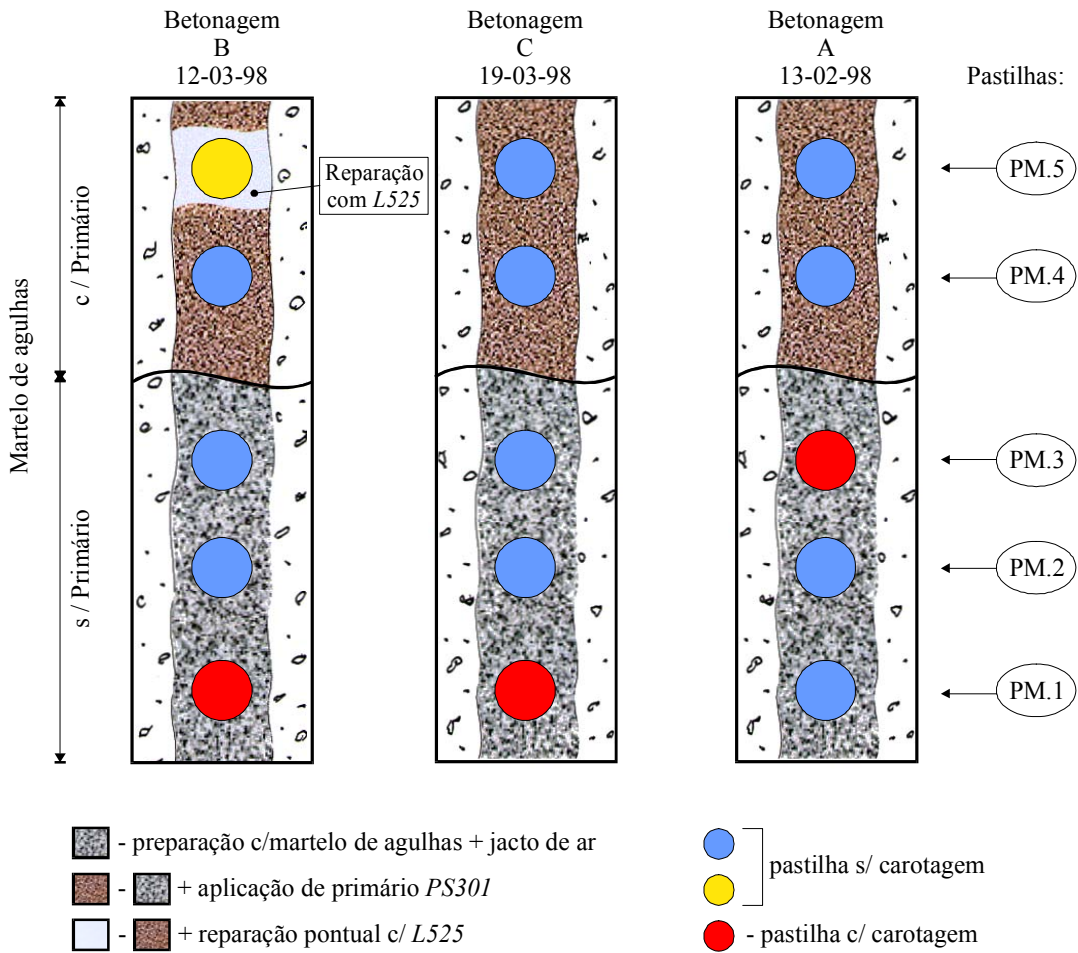 Betonagem
B
12-03-98
Betonagem
C
19-03-98
Betonagem
A
13-02-98
Pastilhas:
Martelo de agulhas
c / Primário
s / Primário
Reparação
com L525
PM.5
PM.4
PM.3
PM.2
PM.1
- preparação c/martelo de agulhas + jacto de ar
- + aplicação de primário PS301
- + reparação pontual c/ L525
pastilha s/ carotagem
- pastilha c/ carotagem